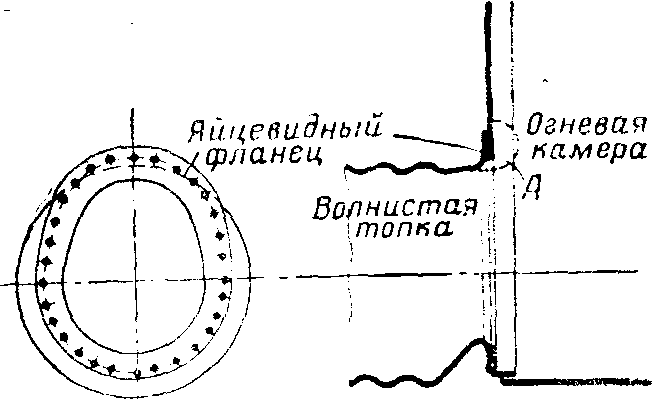 Яйцевидный
фланец
Огневая
камера
Д
Волнистая
топка